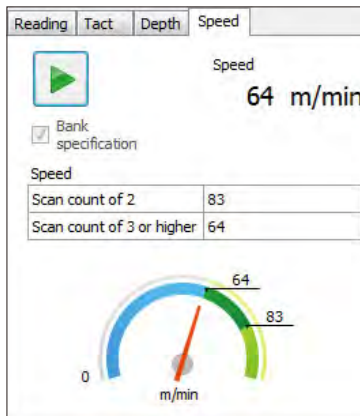 Reading Tact Depth Speed
Speed
64 m/min
Bank
specification
Speed
Scan count of 2 83
Scan count of 3 or higher 64
64
83
0
m/min